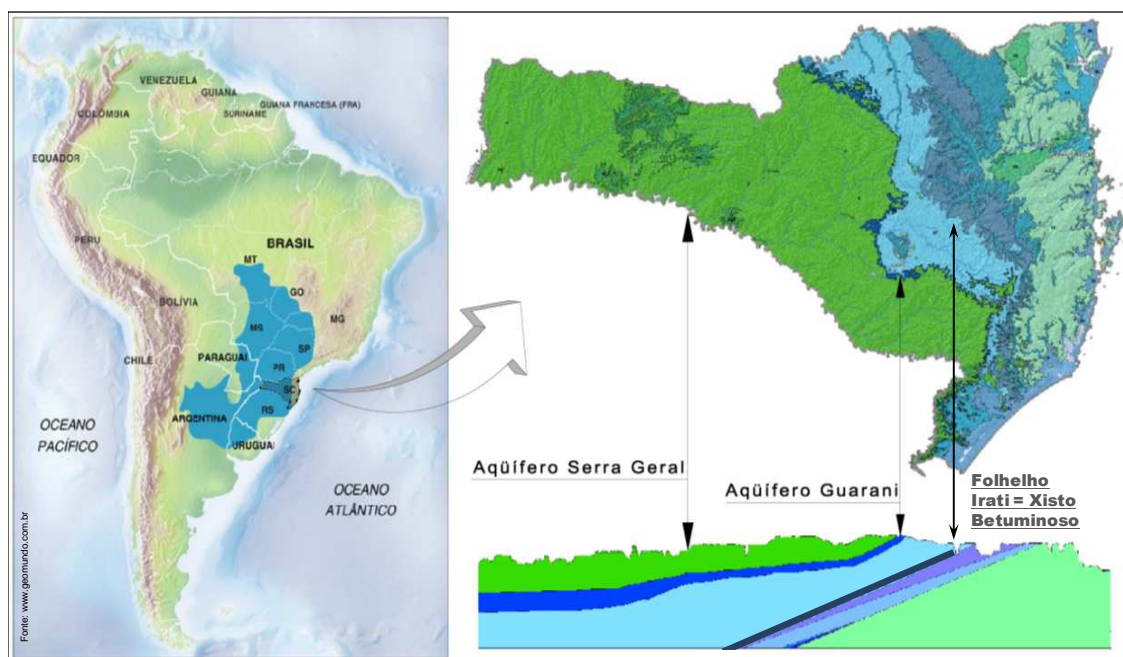 VENEZUELA
GUIANA
GUIANA FRANCESA (FRA)
SURINAME
COLÔMBIA
EQUADOR
PERU
BRASIL
MT
GO
BOLÍVIA
MS
MG
SP
PARAGUAI
CHILE
PR
SC
RS
ARGENTINA
URUGUAI
OCEANO
PACÍFICO
OCEANO
ATLÂNTICO
Fonte: www.geomundo.com.br
Aqüífero Serra Geral
Aqüífero Guarani
Folhelho
Irati = Xisto
Betuminoso